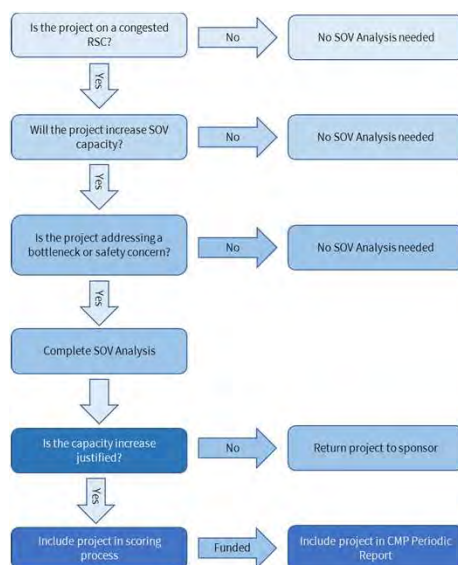 Is the project on a congested
RSC?
No
No SOV Analysis needed
Yes
Will the project increase SOV
capacity?
No
No SOV Analysis needed
Yes
Is the project addressing a
bottleneck or safety concern?
No
No SOV Analysis needed
Yes
Complete SOV Analysis
Is the capacity increase
justified?
No
Return project to sponsor
Yes
Include project in scoring
process
Funded
Include project in CMP Periodic
Report